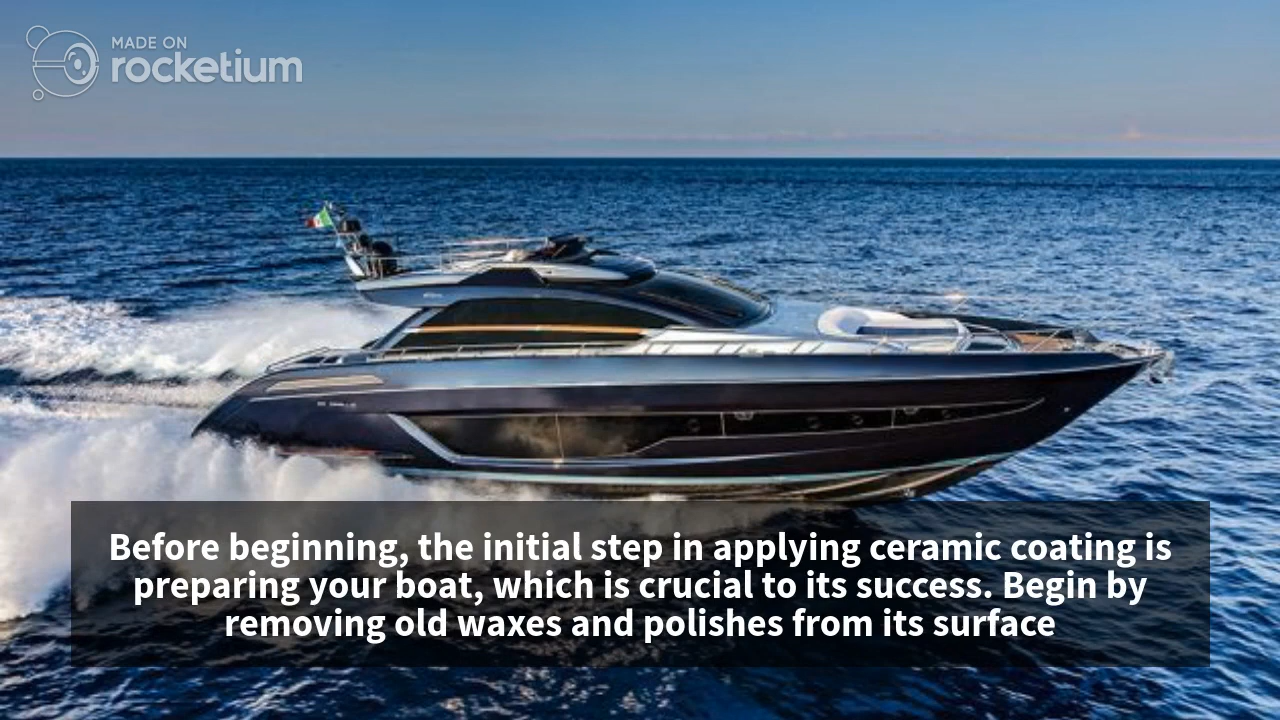 MADE ON
rocketium
Before beginning, the initial step in applying ceramic coating is
preparing your boat, which is crucial to its success. Begin by
removing old waxes and polishes from its surface